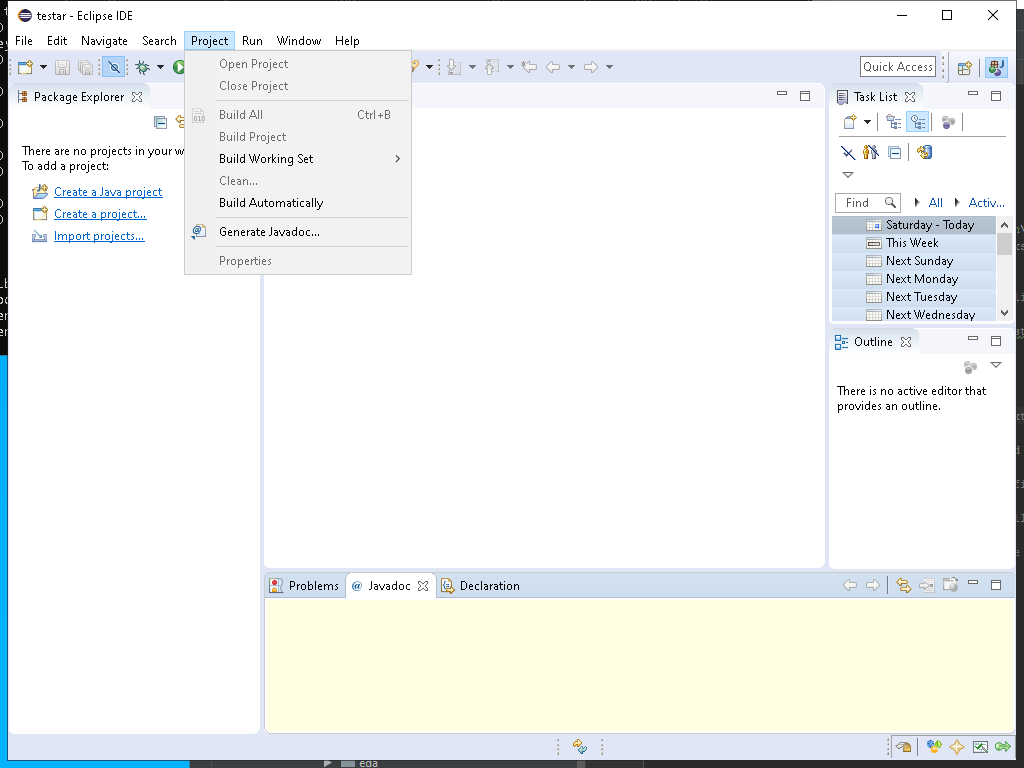 testar - Eclipse IDE
File Edit Navigate Search Project Run Window Help
Quick Access
Package Explorer
There are no projects in your w
To add a project:
Create a Java project
Create a project...
Import projects...
Open Project
Close Project
Build All Ctrl+B
Build Project
Build Working Set
Clean...
Build Automatically
Generate Javadoc...
Properties
Task List
Find All Activ...
Saturday - Today
This Week
Next Sunday
Next Monday
Next Tuesday
Next Wednesday
Outline
There is no active editor that
provides an outline.
Problems @ Javadoc Declaration
eda